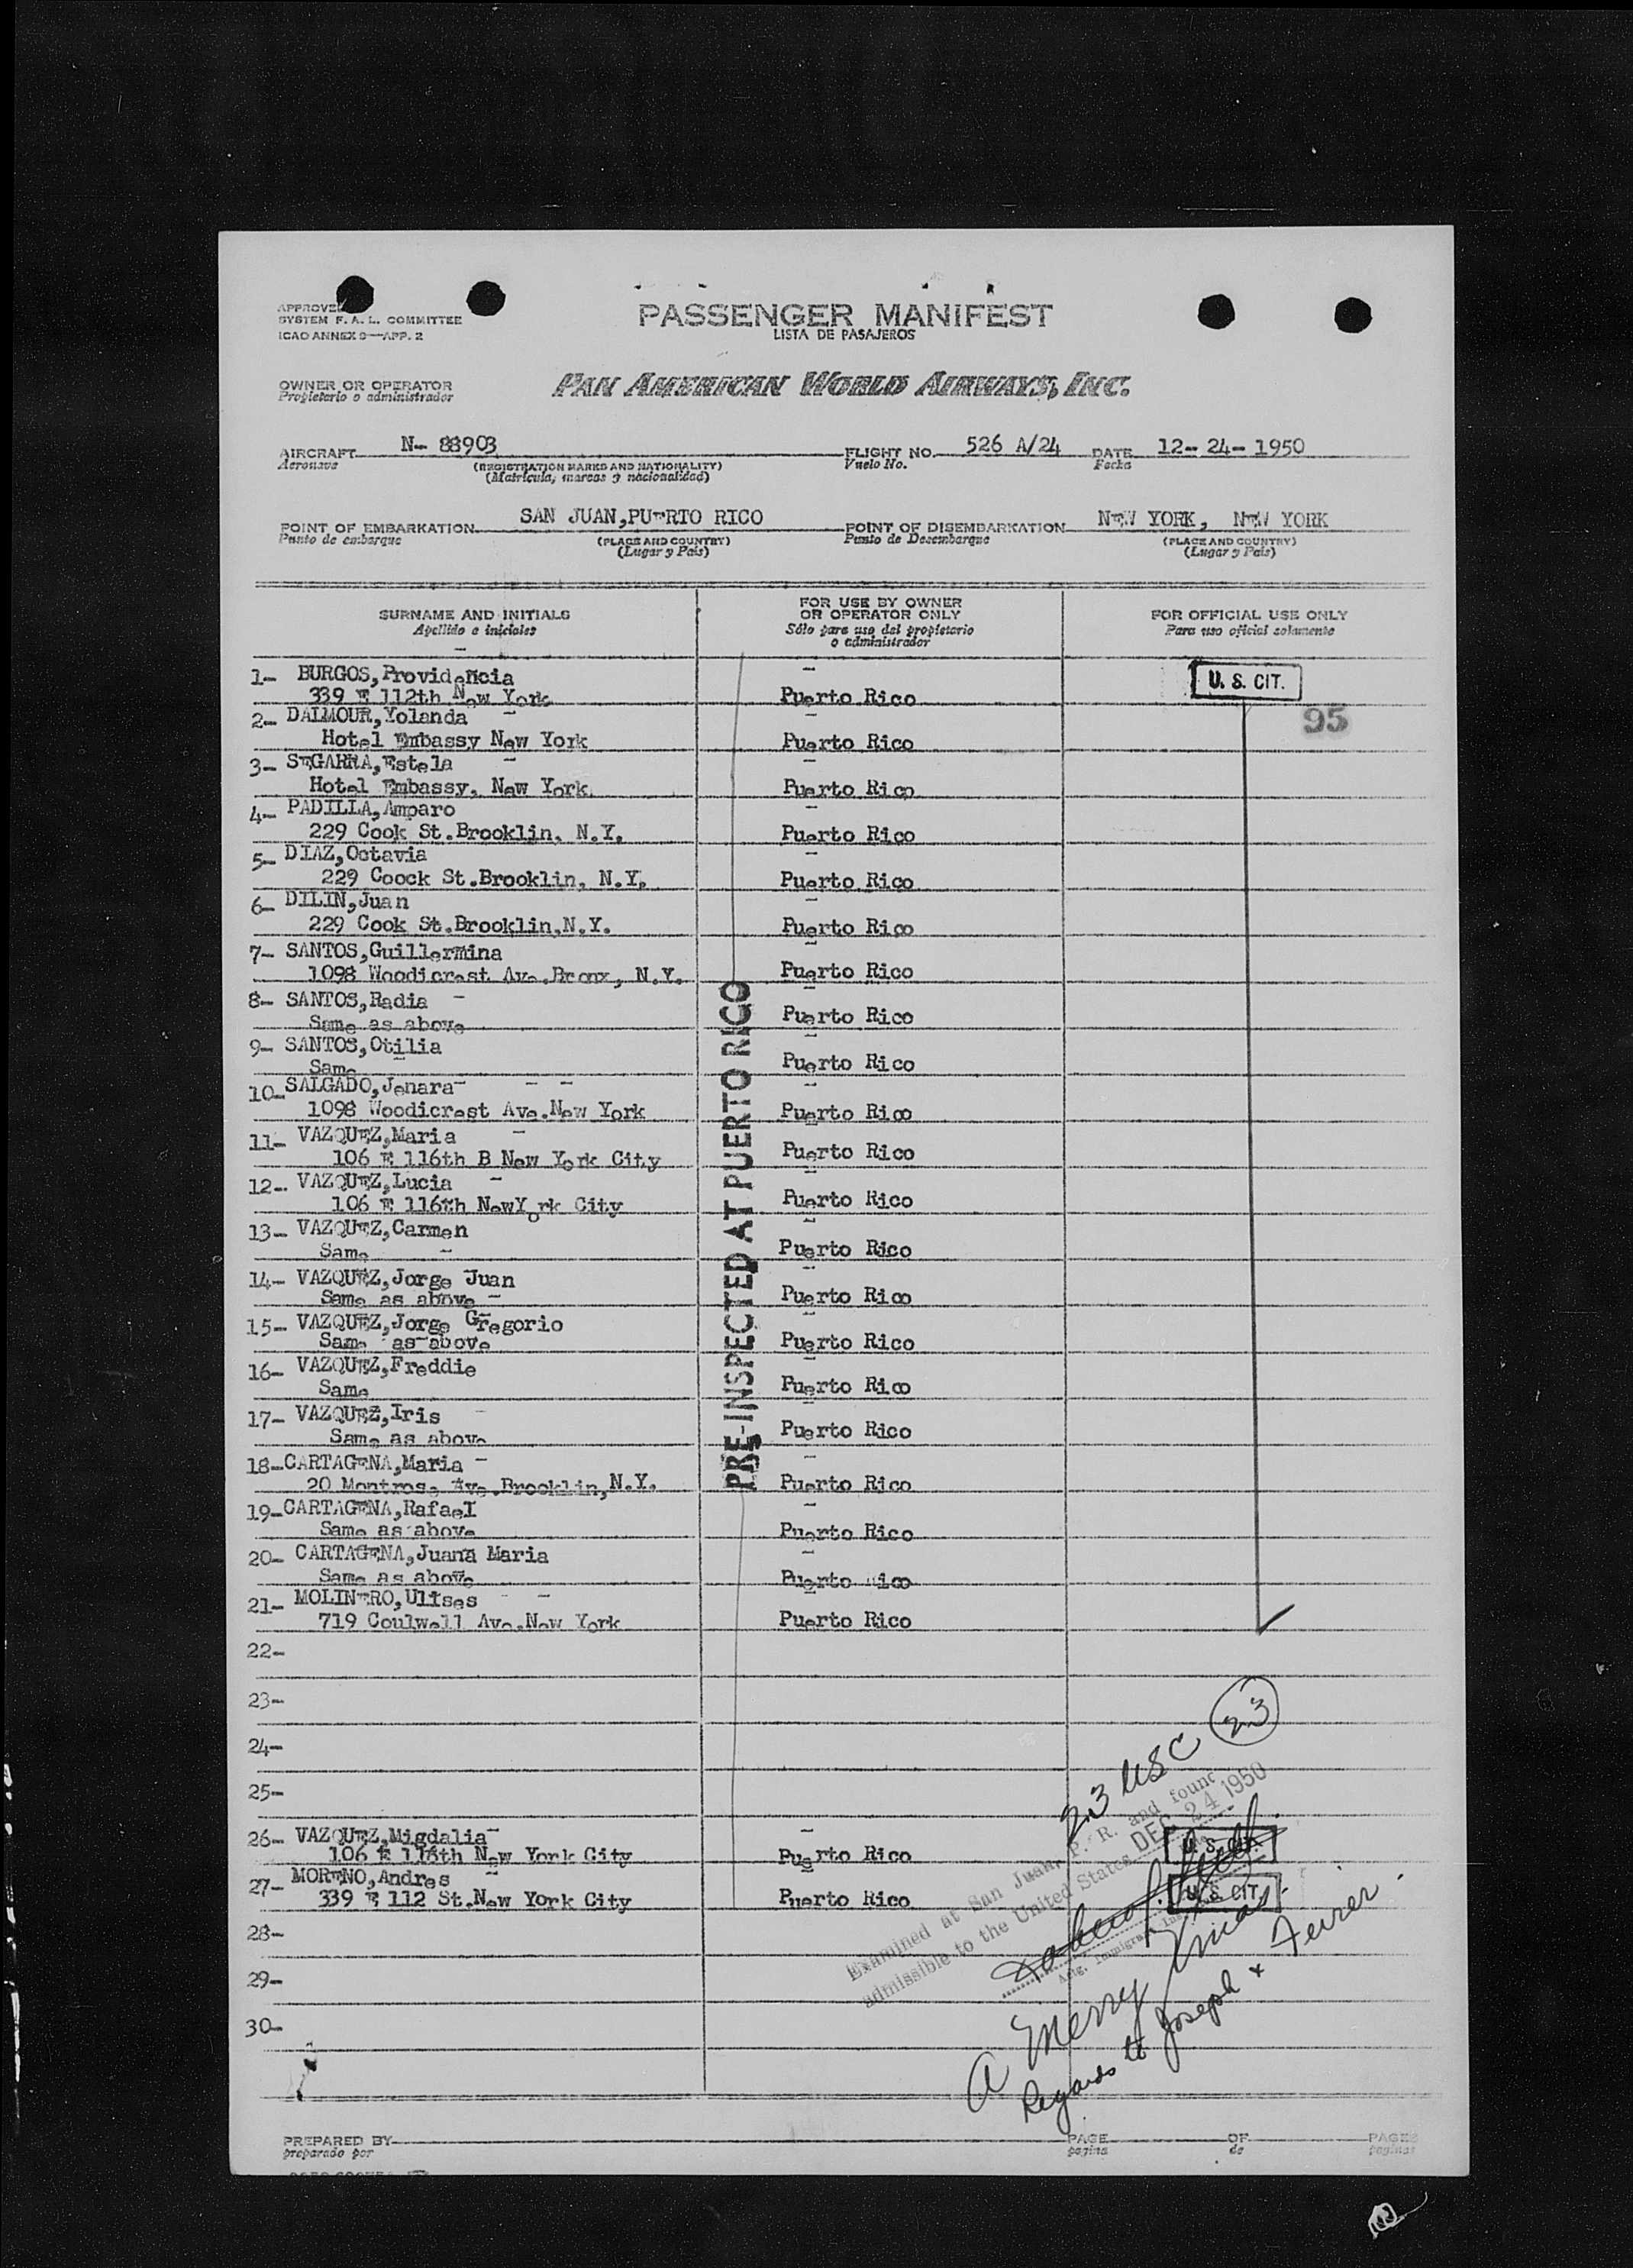 APPROVED
SYSTEM F. A. L. COMMITTEE
ICAO ANNEX 9—APP. 2
PASSENGER MANIFEST
LISTA DE PASAJEROS
OWNER OR OPERATOR
Propietario o administrador
PAN AMERICAN WORLD AIRWAYS, INC.
AIRCRAFT N- 88903 FLIGHT NO. 526 A/24 DATE 12-24-1950
Aeronave (REGISTRATION MARKS AND NATIONALITY) Vuelo No. Fecha
(Matrícula, marcas y nacionalidad)
POINT OF EMBARKATION SAN JUAN,PUERTO RICO POINT OF DISEMBARKATION NEW YORK, NEW YORK
Punto de embarque (PLACE AND COUNTRY) Punto de Desembarque (PLACE AND COUNTRY)
(Lugar y País) (Lugar y País)
SURNAME AND INITIALS FOR USE BY OWNER OR OPERATOR ONLY FOR OFFICIAL USE ONLY
Apellido e iniciales Sólo para uso del propietario o administrador Para uso oficial solamente
1- BURGOS,Providencia U. S. CIT.
339 E 112th New York Puerto Rico
95
2- DALMOUR,Yolanda
Hotel Embassy New York Puerto Rico
3- SEGARRA,Estela
Hotel Embassy, New York Puerto Rico
4- PADILLA,Amparo
229 Cook St.Brooklin, N.Y. Puerto Rico
5- DIAZ,Octavia
229 Coock St.Brooklin, N.Y. Puerto Rico
6- DILIN,Juan
229 Cook St.Brooklin,N.Y. Puerto Rico
7- SANTOS,Guillermina
1098 Woodicrest Ave.Bronx, N.Y. Puerto Rico
8- SANTOS,Radia
Same as above Puerto Rico
9- SANTOS,Otilia
Same Puerto Rico
10- SALGADO,Jenara
1098 Woodicrest Ave.New York Puerto Rico
11- VAZQUEZ,Maria
106 E 116th B New York City Puerto Rico
12- VAZQUEZ,Lucia
106 E 116th NewYork City Puerto Rico
13- VAZQUEZ,Carmen
Same Puerto Rico
14- VAZQUEZ,Jorge Juan
Same as above Puerto Rico
15- VAZQUEZ,Jorge Gregorio
Same as above Puerto Rico
16- VAZQUEZ,Freddie
Same Puerto Rico
17- VAZQUEZ,Iris
Same as above Puerto Rico
18- CARTAGENA,Maria
20 Montrose Ave.Brooklin,N.Y. Puerto Rico
19- CARTAGENA,Rafael
Same as above Puerto Rico
20- CARTAGENA,Juana Maria
Same as above Puerto Rico
21- MOLINERO,Ulises
719 Coulwell Ave.New York Puerto Rico
PRE-INSPECTED AT PUERTO RICO
22-
23-
24-
25-
23 USC 23
26- VAZQUEZ,Migdalia U. S. CIT.
106 E 116th New York City Puerto Rico
27- MORENO,Andres U. S. CIT.
339 E 112 St.New York City Puerto Rico
28-
29-
30-
Examined at San Juan, P. R. and found
admissible to the United States DEC 24 1950
A Merry Xmas
Regards to Joseph &
PREPARED BY PAGE OF PAGES
preparado por pagina de paginas